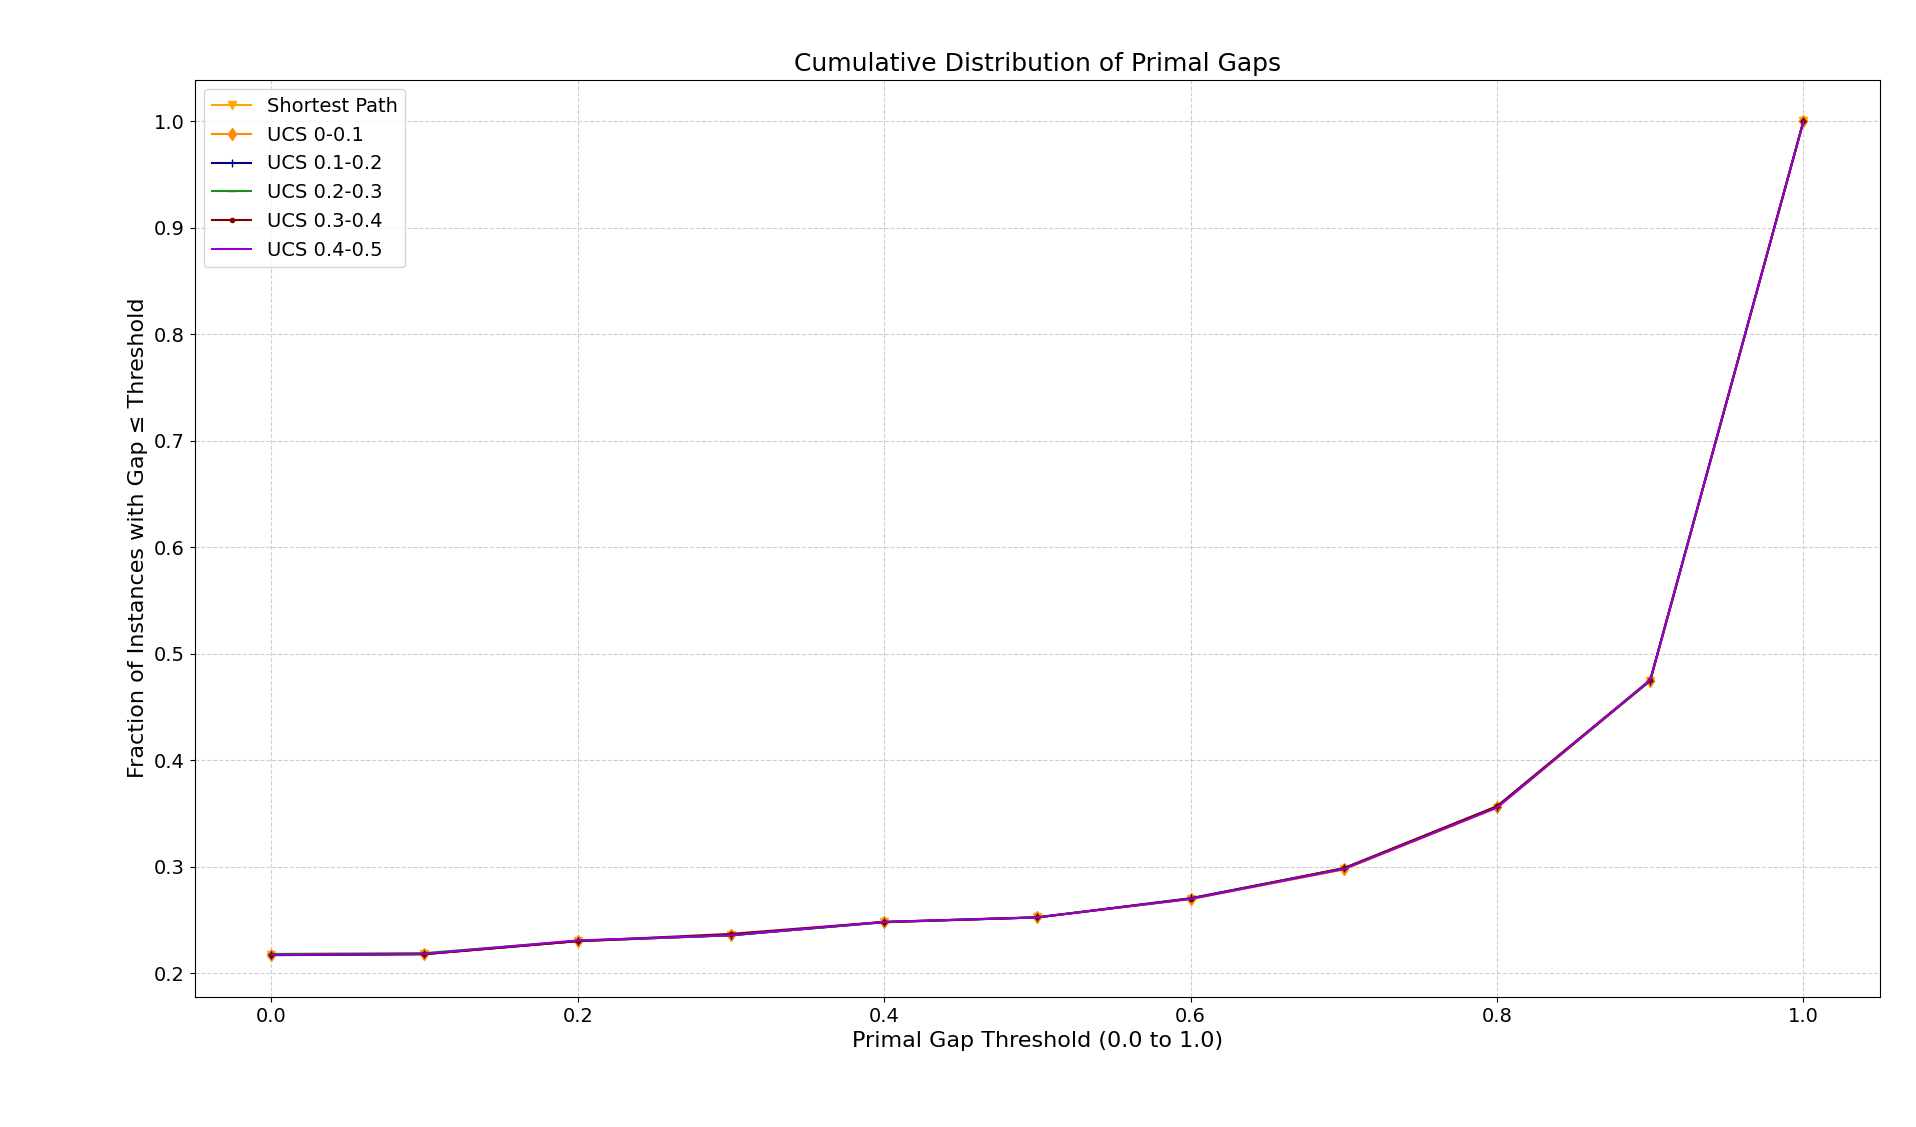 Cumulative Distribution of Primal Gaps
Shortest Path
UCS 0-0.1
UCS 0.1-0.2
UCS 0.2-0.3
UCS 0.3-0.4
UCS 0.4-0.5
Fraction of Instances with Gap ≤ Threshold
1.0
0.9
0.8
0.7
0.6
0.5
0.4
0.3
0.2
0.0 0.2 0.4 0.6 0.8 1.0
Primal Gap Threshold (0.0 to 1.0)